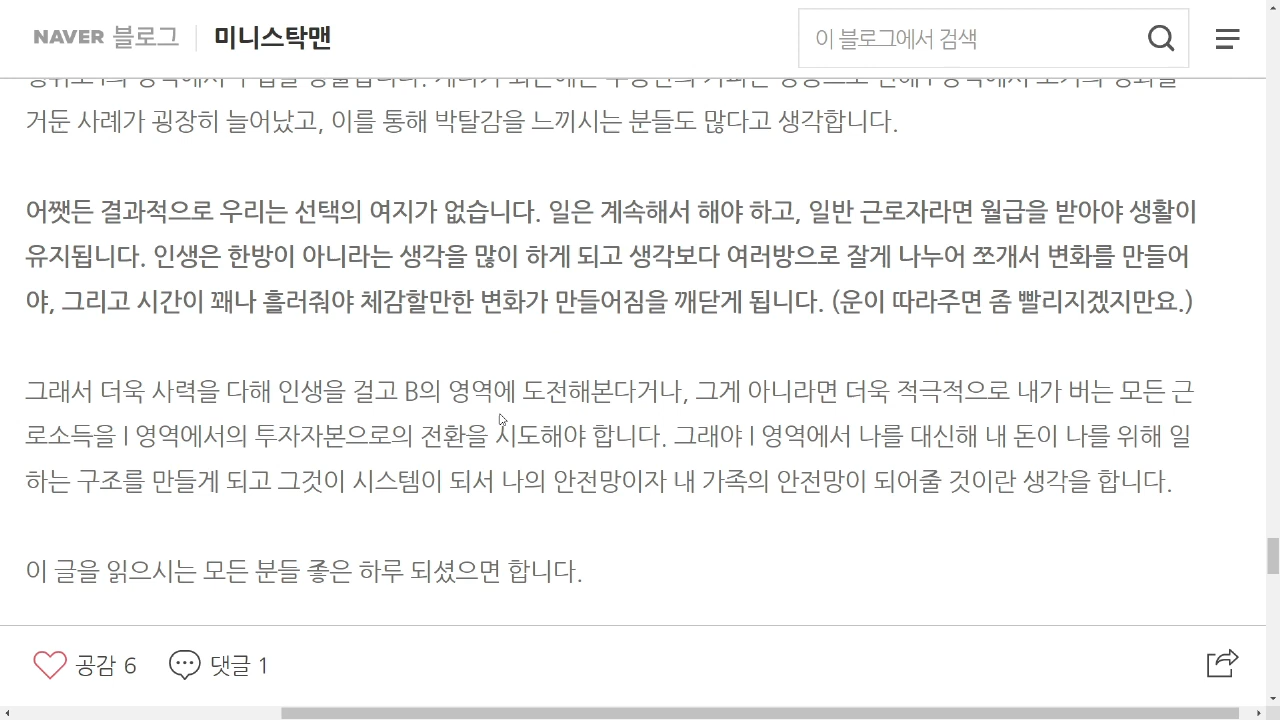 NAVER 블로그 미니스탁맨
이 블로그에서 검색
거둔 사례가 굉장히 늘어났고, 이를 통해 박탈감을 느끼시는 분들도 많다고 생각합니다.
어쨋든 결과적으로 우리는 선택의 여지가 없습니다. 일은 계속해서 해야 하고, 일반 근로자라면 월급을 받아야 생활이
유지됩니다. 인생은 한방이 아니라는 생각을 많이 하게 되고 생각보다 여러방으로 잘게 나누어 쪼개서 변화를 만들어
야, 그리고 시간이 꽤나 흘러줘야 체감할만한 변화가 만들어짐을 깨닫게 됩니다. (운이 따라주면 좀 빨리지겠지만요.)
그래서 더욱 사력을 다해 인생을 걸고 B의 영역에 도전해본다거나, 그게 아니라면 더욱 적극적으로 내가 버는 모든 근
로소득을 I 영역에서의 투자자본으로의 전환을 시도해야 합니다. 그래야 I 영역에서 나를 대신해 내 돈이 나를 위해 일
하는 구조를 만들게 되고 그것이 시스템이 되서 나의 안전망이자 내 가족의 안전망이 되어줄 것이란 생각을 합니다.
이 글을 읽으시는 모든 분들 좋은 하루 되셨으면 합니다.
공감 6 댓글 1